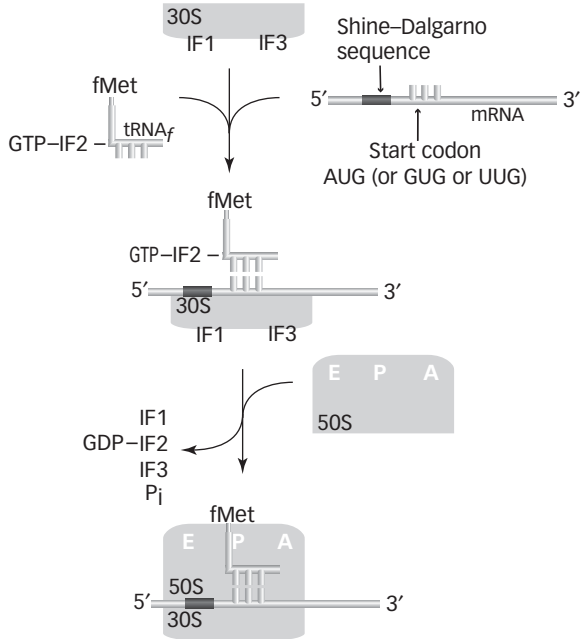 30S
IF1 IF3
Shine–Dalgarno
sequence
5′ 3′
mRNA
Start codon
AUG (or GUG or UUG)
fMet
tRNAf
GTP–IF2
fMet
GTP–IF2
5′ 3′
30S
IF1 IF3
E P A
50S
IF1
GDP–IF2
IF3
Pi
fMet
E P A
50S
5′ 3′
30S